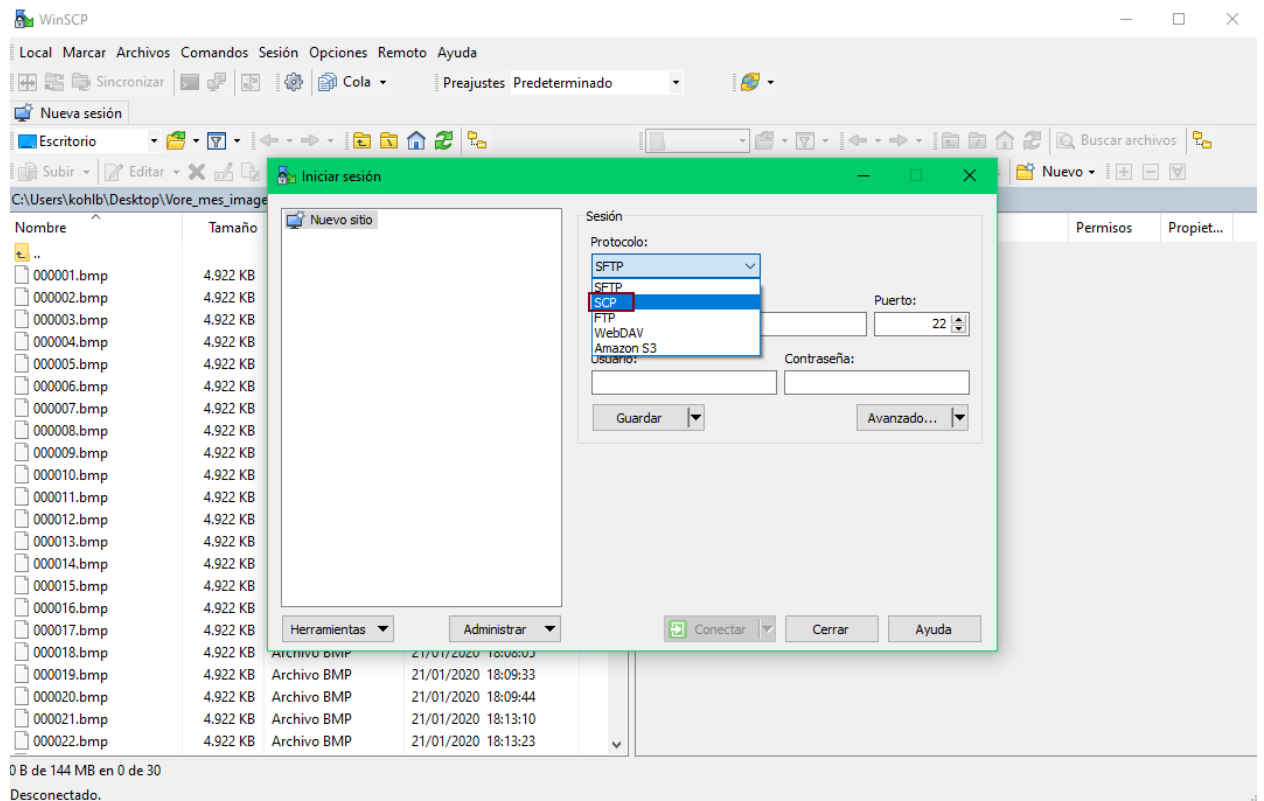 WinSCP
Local Marcar Archivos Comandos Sesión Opciones Remoto Ayuda
Sincronizar Cola Preajustes Predeterminado
Nueva sesión
Escritorio Buscar archivos
Subir Editar Nuevo
C:\Users\kohlb\Desktop\Vore_mes_image
Nombre Tamaño Permisos Propiet...
..
000001.bmp 4.922 KB
000002.bmp 4.922 KB
000003.bmp 4.922 KB
000004.bmp 4.922 KB
000005.bmp 4.922 KB
000006.bmp 4.922 KB
000007.bmp 4.922 KB
000008.bmp 4.922 KB
000009.bmp 4.922 KB
000010.bmp 4.922 KB
000011.bmp 4.922 KB
000012.bmp 4.922 KB
000013.bmp 4.922 KB
000014.bmp 4.922 KB
000015.bmp 4.922 KB
000016.bmp 4.922 KB
000017.bmp 4.922 KB
000018.bmp 4.922 KB Archivo BMP 21/01/2020 18:08:05
000019.bmp 4.922 KB Archivo BMP 21/01/2020 18:09:33
000020.bmp 4.922 KB Archivo BMP 21/01/2020 18:09:44
000021.bmp 4.922 KB Archivo BMP 21/01/2020 18:13:10
000022.bmp 4.922 KB Archivo BMP 21/01/2020 18:13:23
0 B de 144 MB en 0 de 30
Desconectado.
Iniciar sesión
Nuevo sitio
Sesión
Protocolo:
SFTP
SFTP
SCP
FTP
WebDAV
Amazon S3
Puerto:
22
Usuario: Contraseña:
Guardar Avanzado...
Herramientas Administrar Conectar Cerrar Ayuda